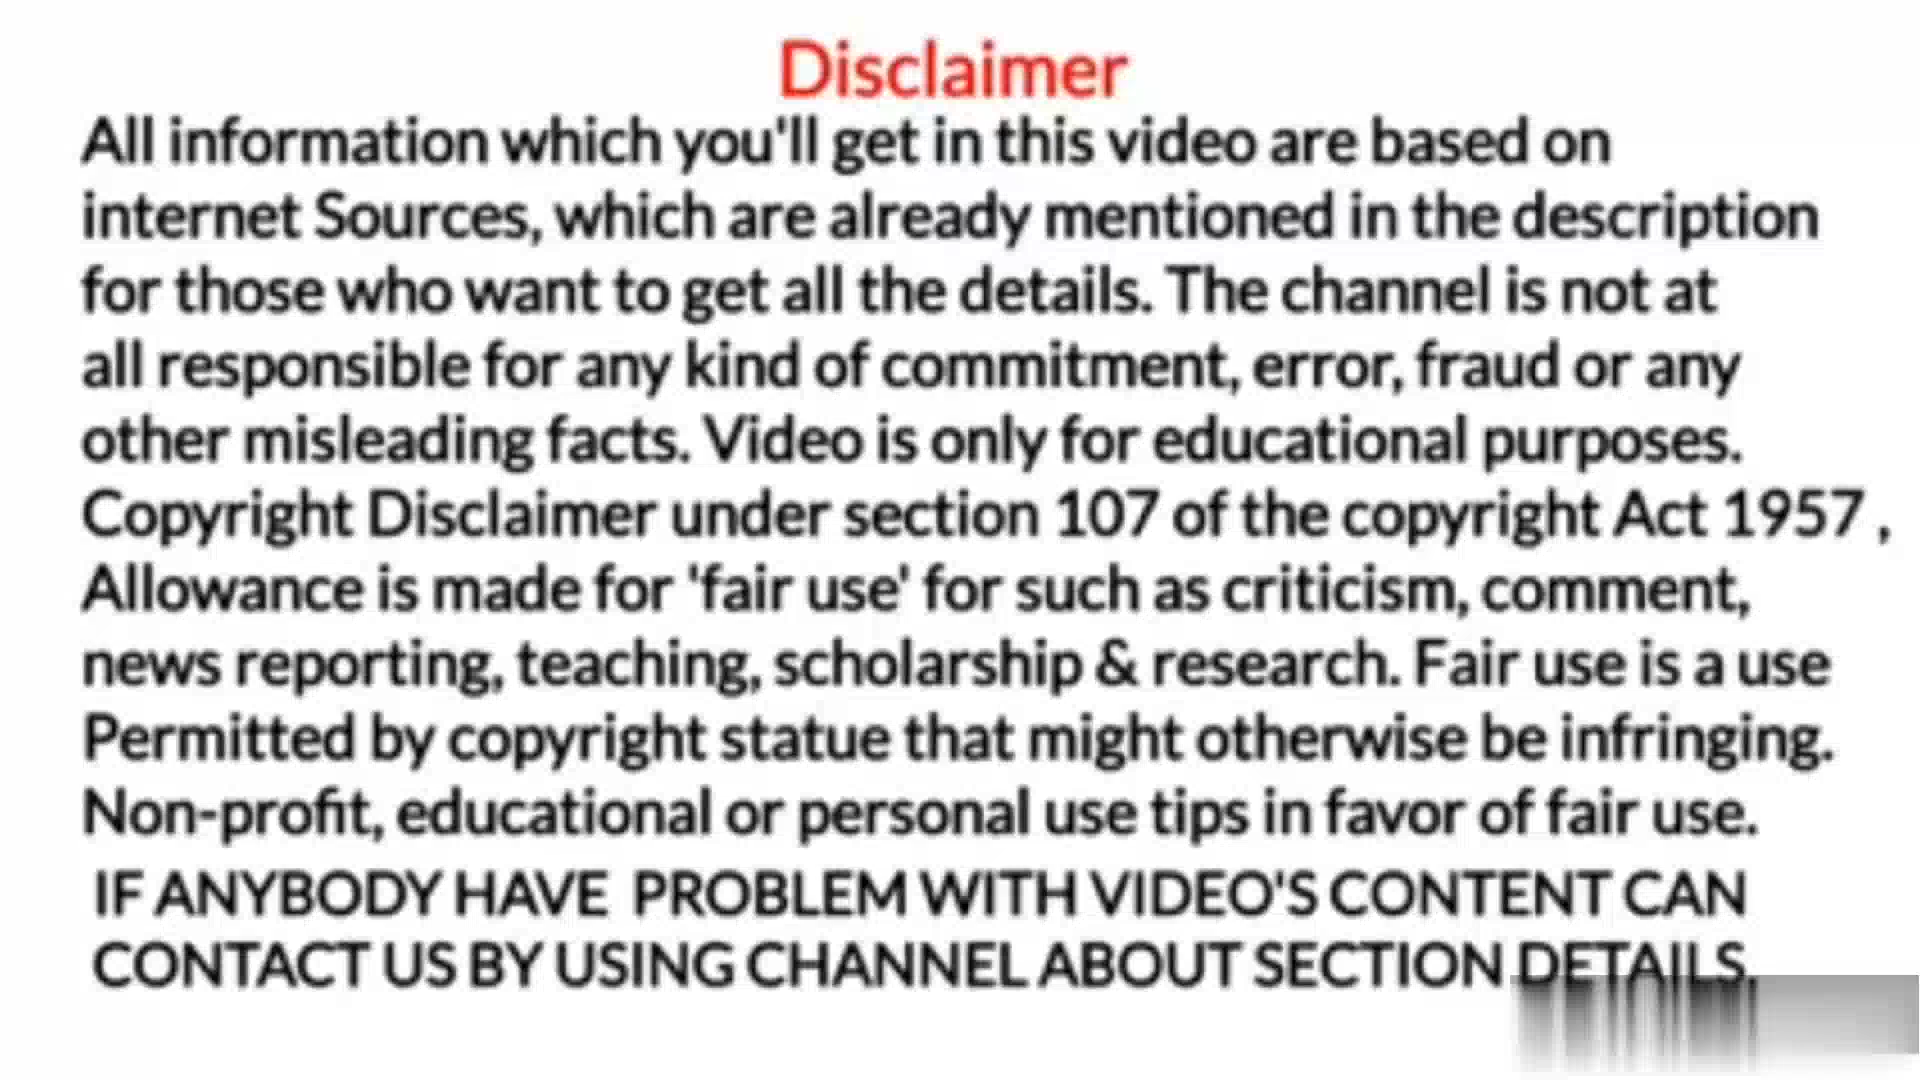 Disclaimer
All information which you'll get in this video are based on
internet Sources, which are already mentioned in the description
for those who want to get all the details. The channel is not at
all responsible for any kind of commitment, error, fraud or any
other misleading facts. Video is only for educational purposes.
Copyright Disclaimer under section 107 of the copyright Act 1957 ,
Allowance is made for 'fair use' for such as criticism, comment,
news reporting, teaching, scholarship & research. Fair use is a use
Permitted by copyright statue that might otherwise be infringing.
Non-profit, educational or personal use tips in favor of fair use.
IF ANYBODY HAVE PROBLEM WITH VIDEO'S CONTENT CAN
CONTACT US BY USING CHANNEL ABOUT SECTION DETAILS.